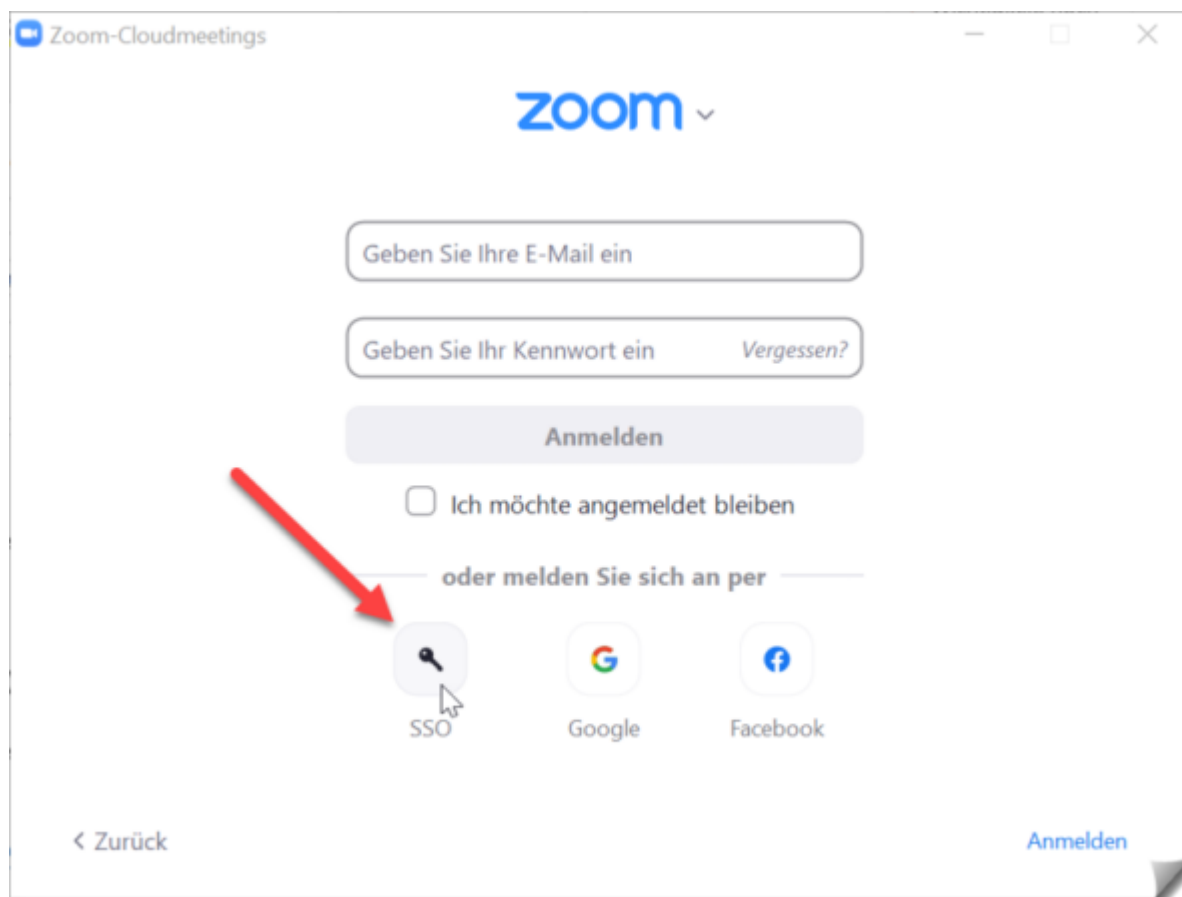 Zoom-Cloudmeetings
zoom
Geben Sie Ihre E-Mail ein
Geben Sie Ihr Kennwort ein Vergessen?
Anmelden
Ich möchte angemeldet bleiben
oder melden Sie sich an per
SSO Google Facebook
< Zurück Anmelden